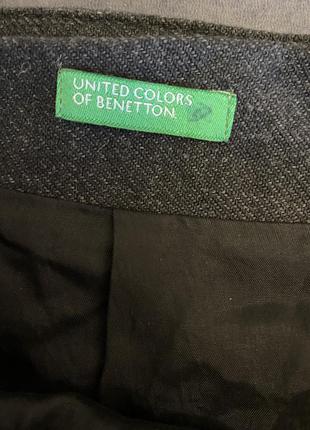 UNITED COLORS
OF BENETTON.